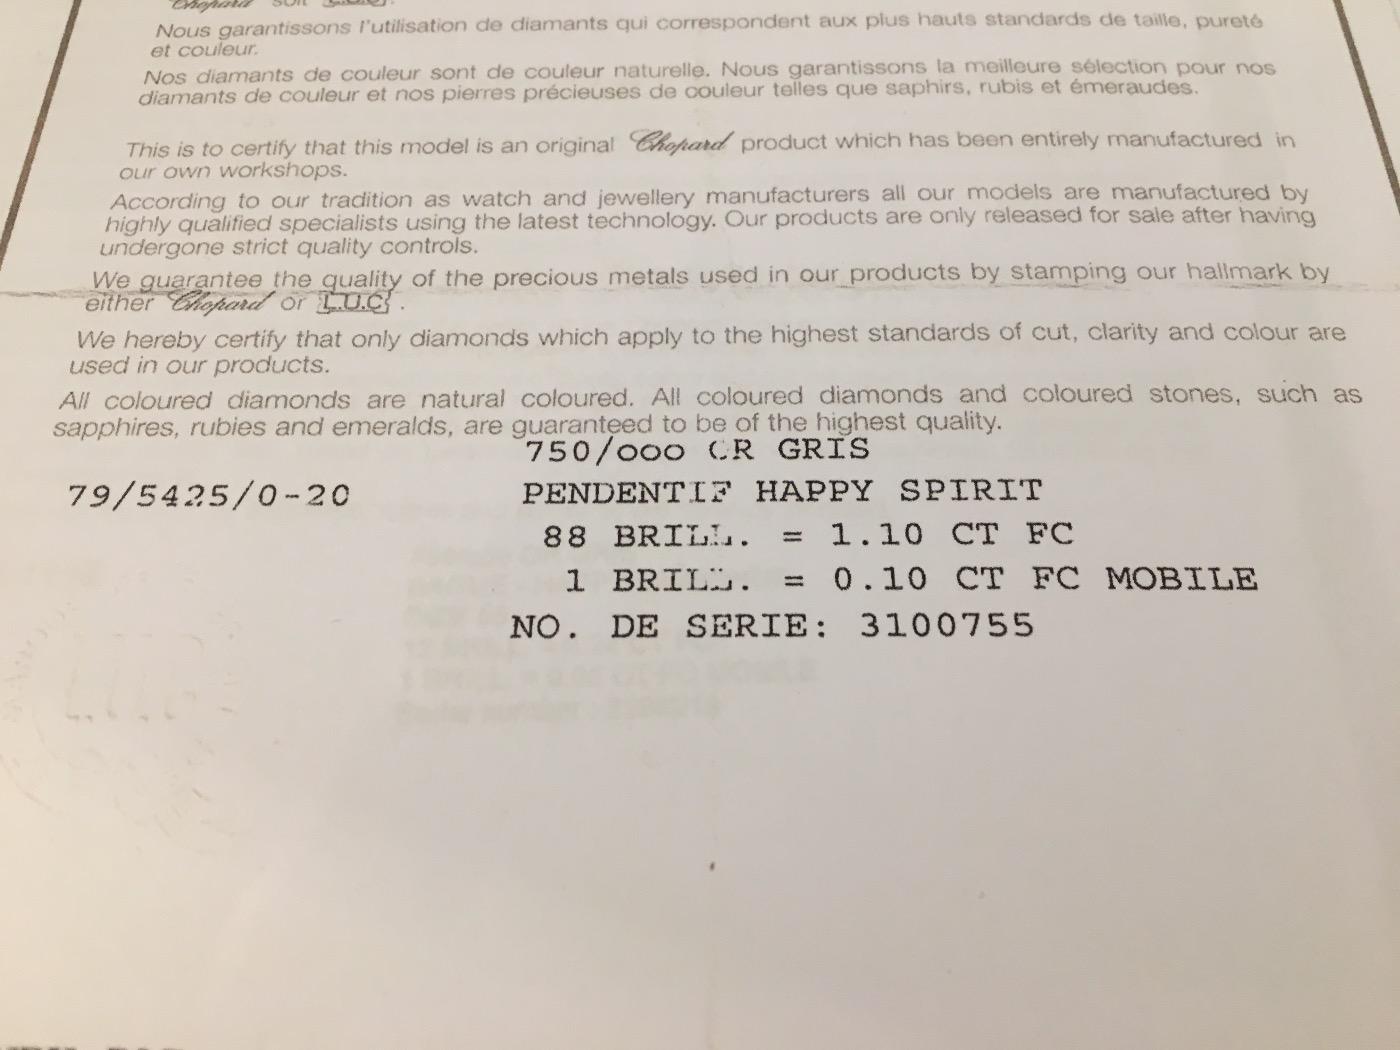 Chopard soit L.U.C.
Nous garantissons l'utilisation de diamants qui correspondent aux plus hauts standards de taille, pureté
et couleur.
Nos diamants de couleur sont de couleur naturelle. Nous garantissons la meilleure sélection pour nos
diamants de couleur et nos pierres précieuses de couleur telles que saphirs, rubis et émeraudes.
This is to certify that this model is an original Chopard product which has been entirely manufactured in
our own workshops.
According to our tradition as watch and jewellery manufacturers all our models are manufactured by
highly qualified specialists using the latest technology. Our products are only released for sale after having
undergone strict quality controls.
We guarantee the quality of the precious metals used in our products by stamping our hallmark by
either Chopard or L.U.C .
We hereby certify that only diamonds which apply to the highest standards of cut, clarity and colour are
used in our products.
All coloured diamonds are natural coloured. All coloured diamonds and coloured stones, such as
sapphires, rubies and emeralds, are guaranteed to be of the highest quality.
750/ooo OR GRIS
79/5425/0-20 PENDENTIF HAPPY SPIRIT
88 BRILL. = 1.10 CT FC
1 BRILL. = 0.10 CT FC MOBILE
NO. DE SERIE: 3100755